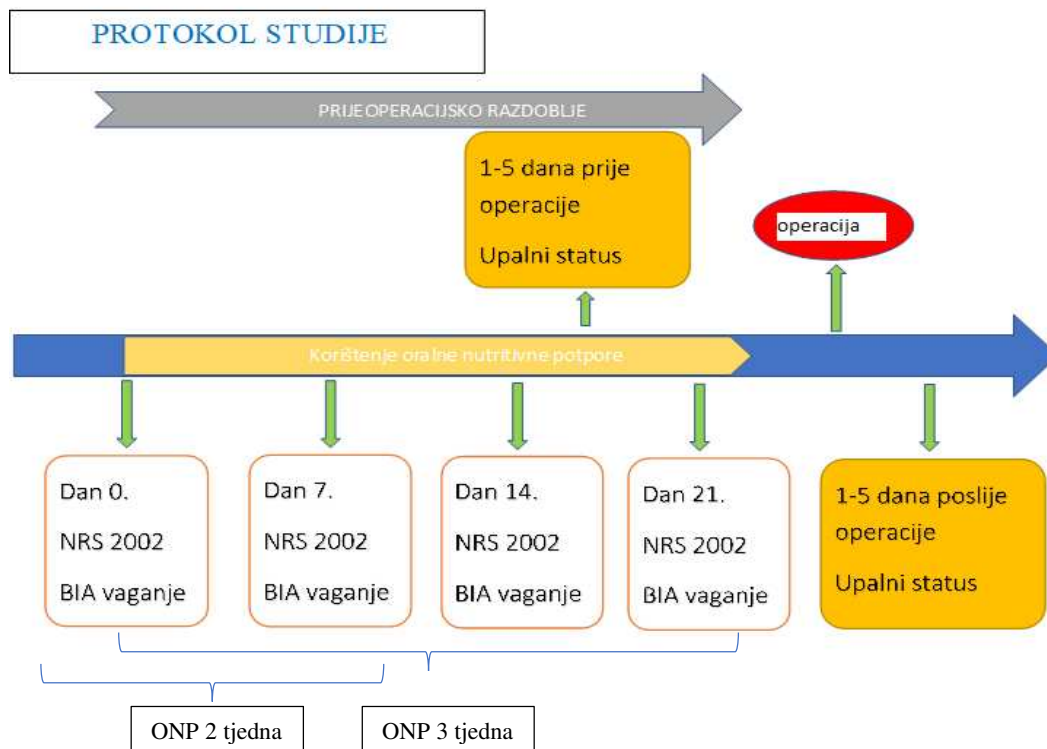 PROTOKOL STUDIJE
PRIJEOPERACIJSKO RAZDOBLJE
1-5 dana prije
operacije
Upalni status
operacija
Korištenje oralne nutritivne potpore
Dan 0.
NRS 2002
BIA vaganje
Dan 7.
NRS 2002
BIA vaganje
Dan 14.
NRS 2002
BIA vaganje
Dan 21.
NRS 2002
BIA vaganje
1-5 dana poslije
operacije
Upalni status
ONP 2 tjedna
ONP 3 tjedna